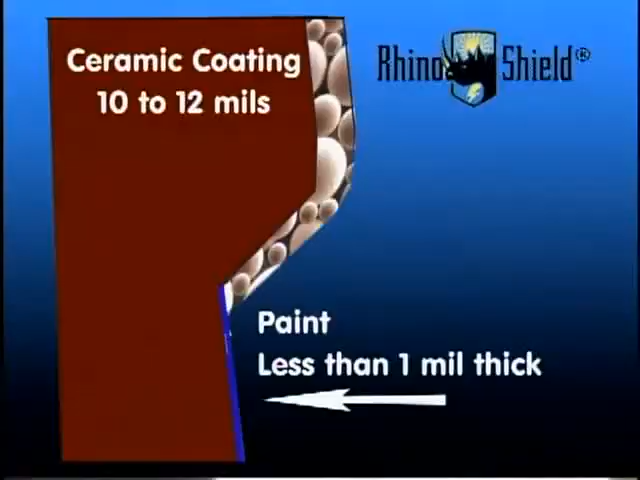 Ceramic Coating
10 to 12 mils
Rhino Shield®
Paint
Less than 1 mil thick